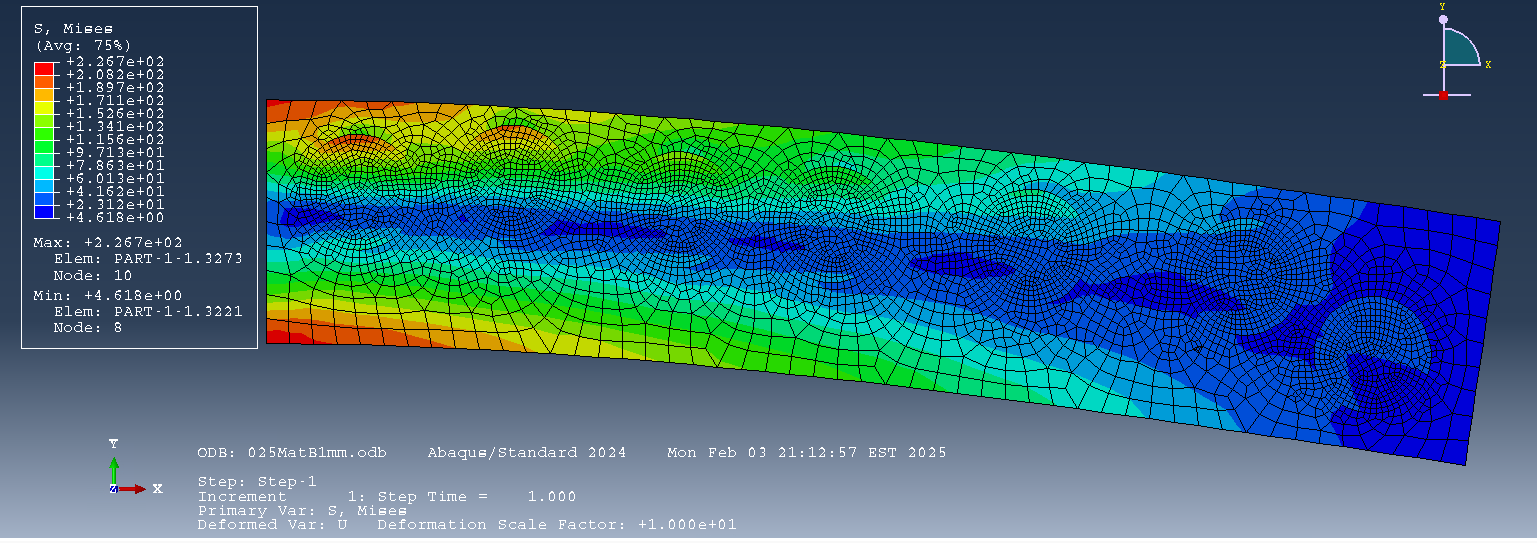 S, Mises
(Avg: 75%)
+2.267e+02
+2.082e+02
+1.897e+02
+1.711e+02
+1.526e+02
+1.341e+02
+1.156e+02
+9.713e+01
+7.863e+01
+6.013e+01
+4.162e+01
+2.312e+01
+4.618e+00
Max: +2.267e+02
Elem: PART-1-1.3273
Node: 10
Min: +4.618e+00
Elem: PART-1-1.3221
Node: 8
Y
Z X
Y
Z X
ODB: 025MatB1mm.odb Abaqus/Standard 2024 Mon Feb 03 21:12:57 EST 2025
Step: Step-1
Increment 1: Step Time = 1.000
Primary Var: S, Mises
Deformed Var: U Deformation Scale Factor: +1.000e+01